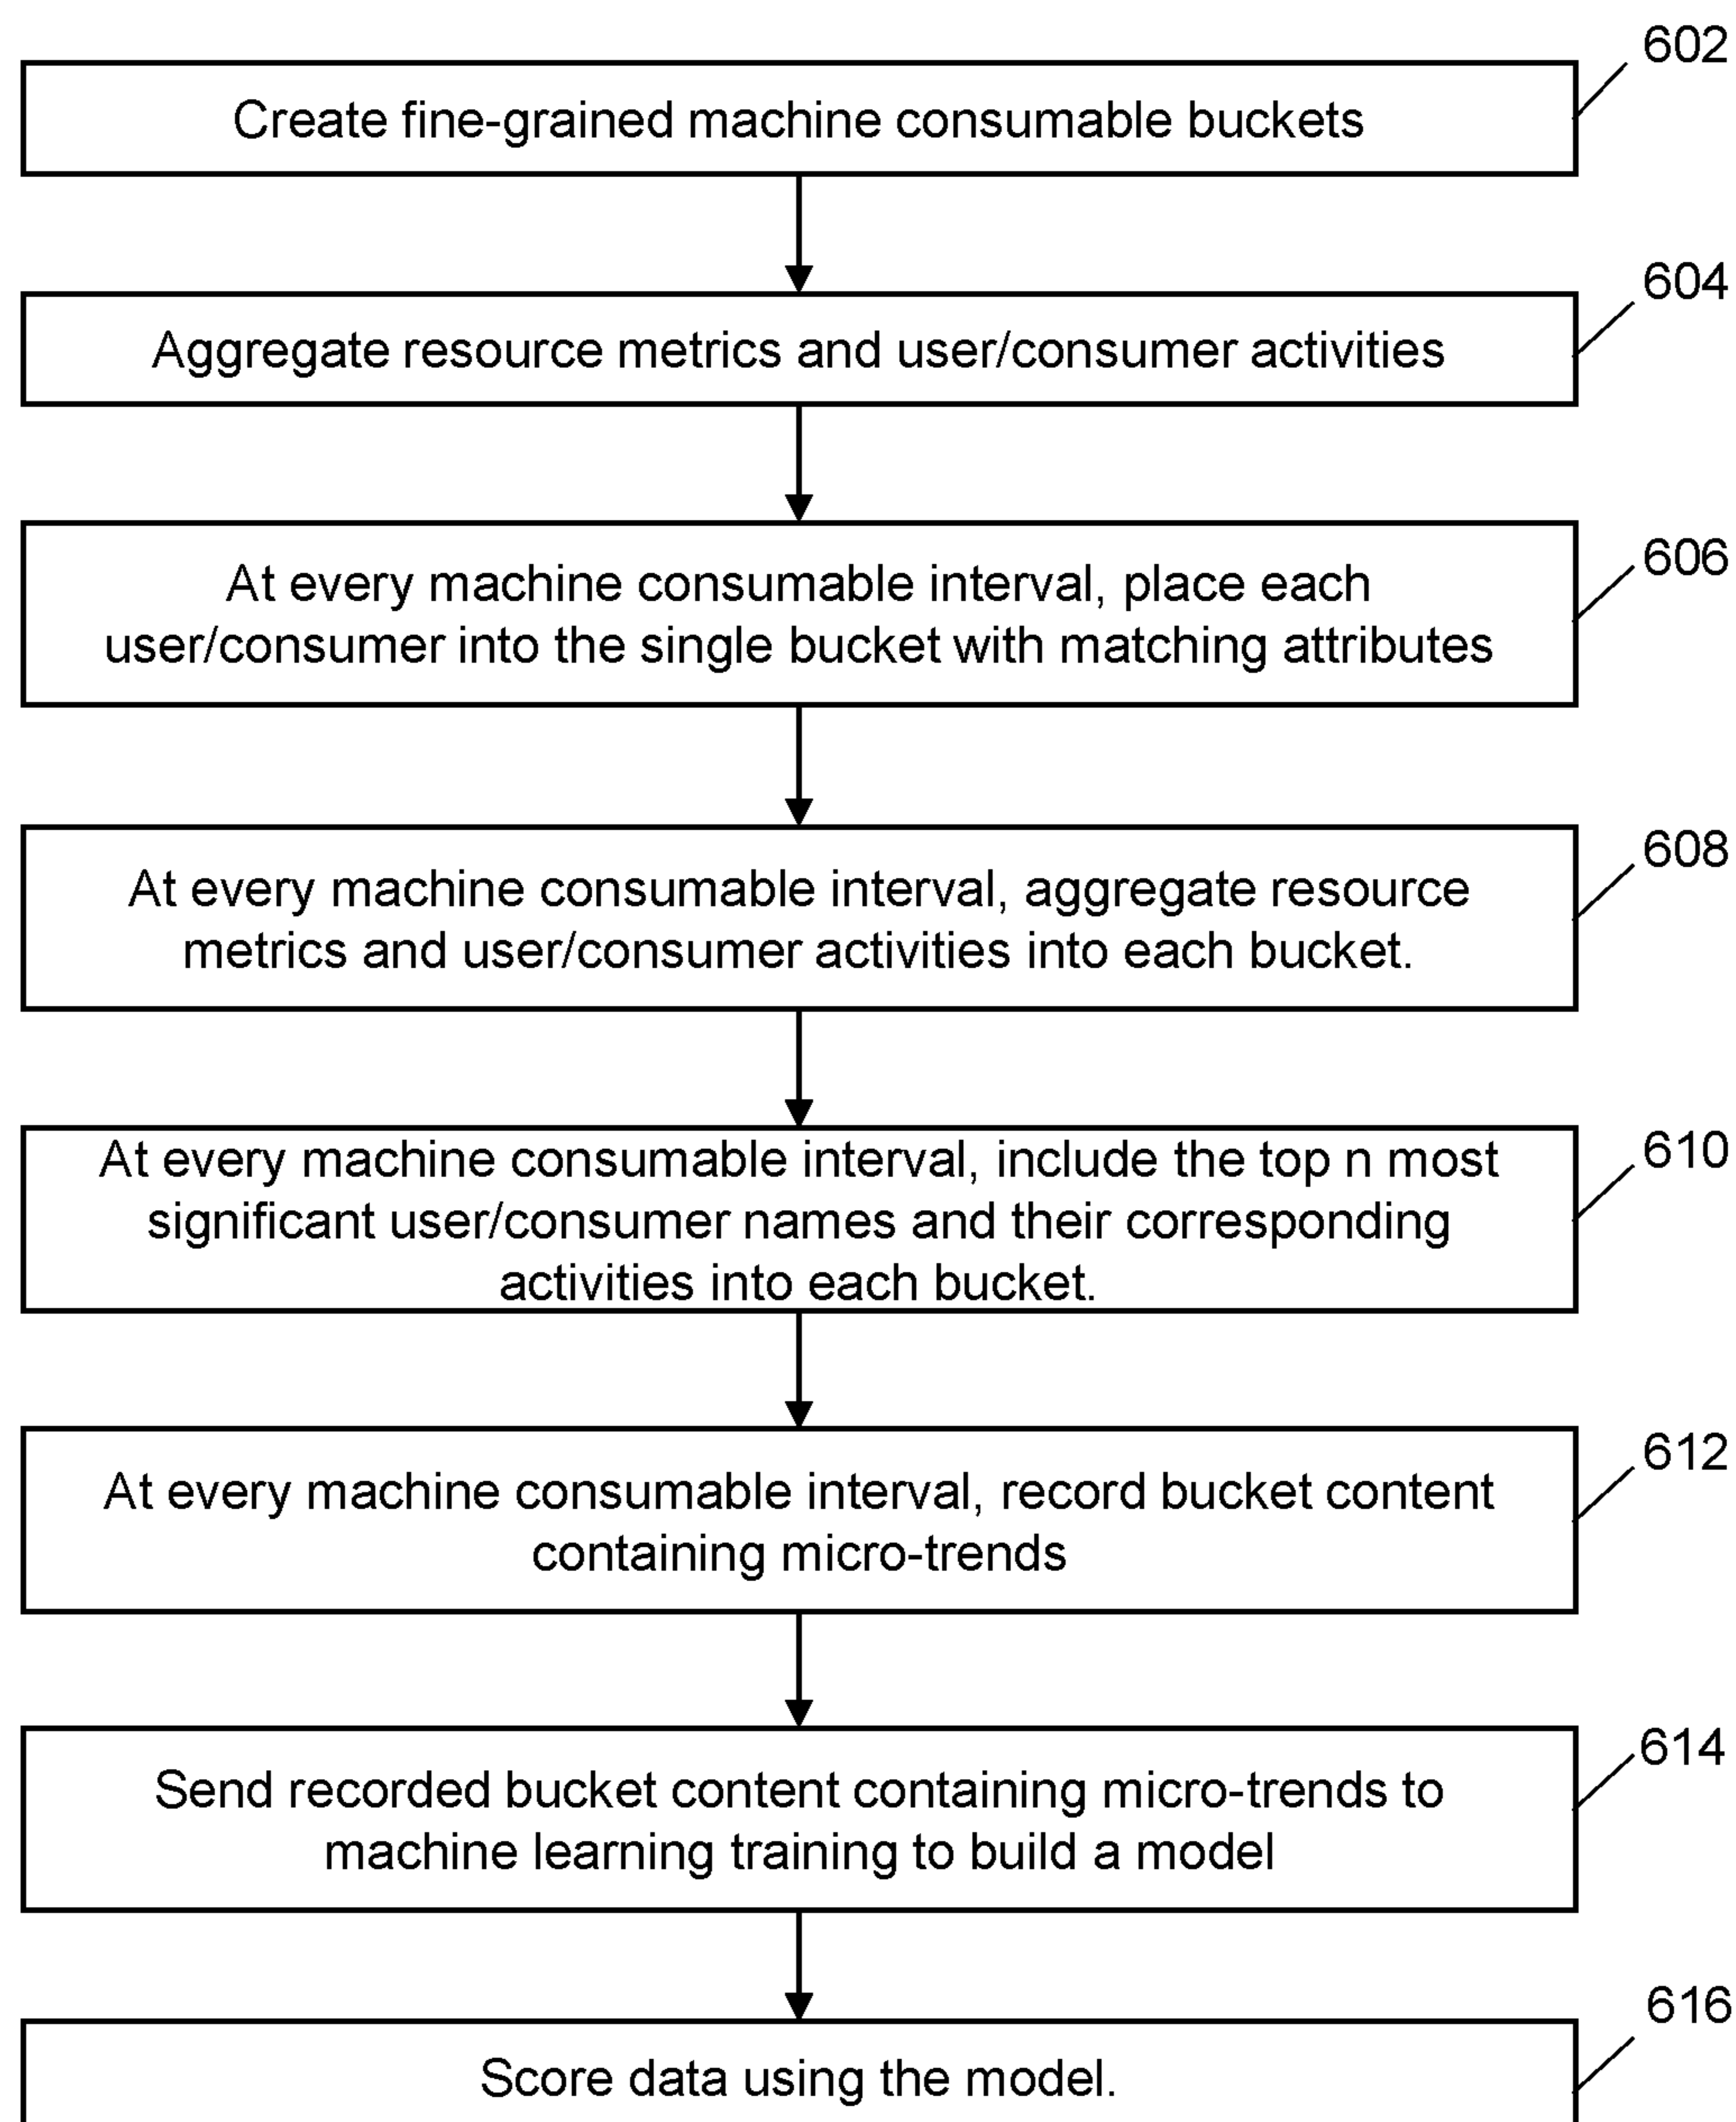 602
Create fine-grained machine consumable buckets
604
Aggregate resource metrics and user/consumer activities
606
At every machine consumable interval, place each
user/consumer into the single bucket with matching attributes
608
At every machine consumable interval, aggregate resource
metrics and user/consumer activities into each bucket.
610
At every machine consumable interval, include the top n most
significant user/consumer names and their corresponding
activities into each bucket.
612
At every machine consumable interval, record bucket content
containing micro-trends
614
Send recorded bucket content containing micro-trends to
machine learning training to build a model
616
Score data using the model.